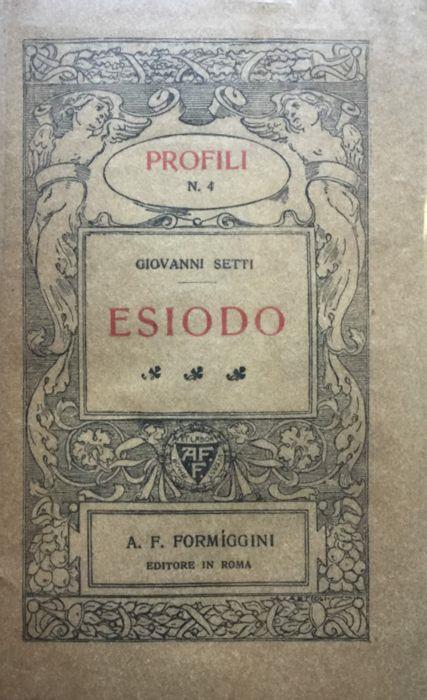 PROFILI
N. 4
GIOVANNI SETTI
ESIODO
A.F.
F
A. F. FORMÍGGINI
EDITORE IN ROMA